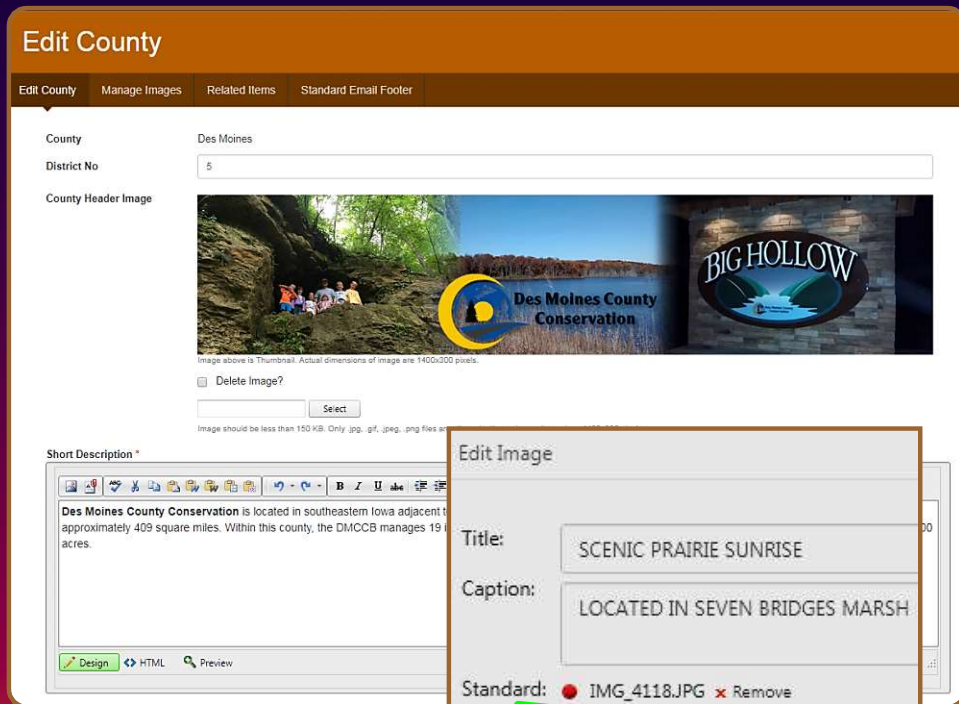 Edit County
Edit County Manage Images Related Items Standard Email Footer
County Des Moines
District No 5
County Header Image
BIG HOLLOW
Des Moines County
Conservation
Image above is Thumbnail. Actual dimensions of image are 1400x300 pixels.
Delete Image?
Select
Image should be less than 150 KB. Only .jpg, .gif, .jpeg, .png files
Short Description *
B I U abc
Des Moines County Conservation is located in southeastern Iowa adjacent
approximately 409 square miles. Within this county, the DMCCB manages 19
acres.
Design HTML Preview
Edit Image
Title: SCENIC PRAIRIE SUNRISE
Caption: LOCATED IN SEVEN BRIDGES MARSH
Standard: IMG_4118.JPG x Remove